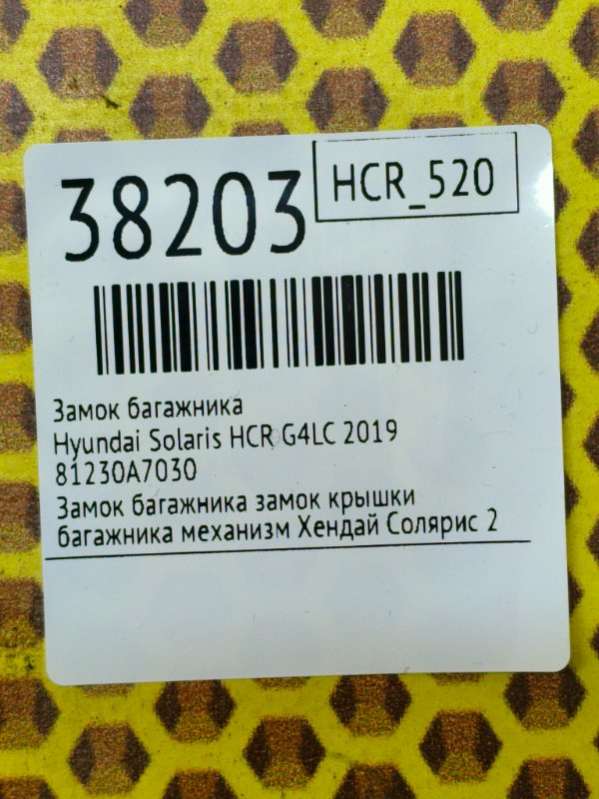 38203
HCR_520
Замок багажника
Hyundai Solaris HCR G4LC 2019
81230A7030
Замок багажника замок крышки
багажника механизм Хендай Солярис 2